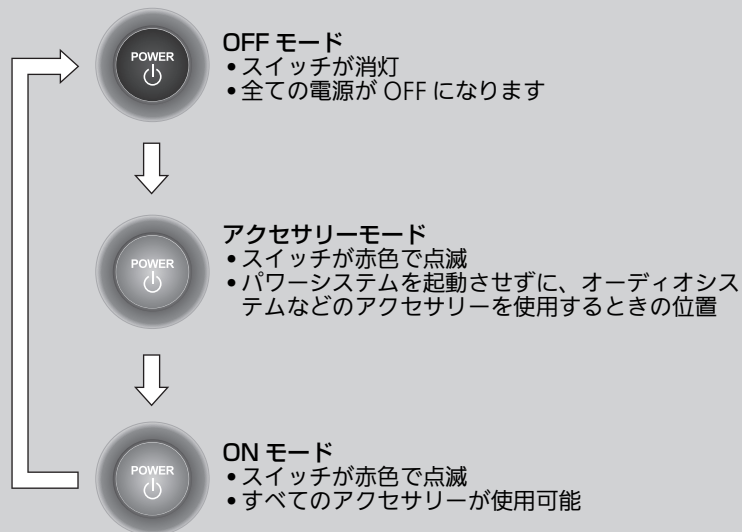 POWER
OFF モード
•スイッチが消灯
•全ての電源が OFF になります
POWER
アクセサリーモード
•スイッチが赤色で点滅
•パワーシステムを起動させずに、オーディオシス
テムなどのアクセサリーを使用するときの位置
POWER
ON モード
•スイッチが赤色で点滅
•すべてのアクセサリーが使用可能